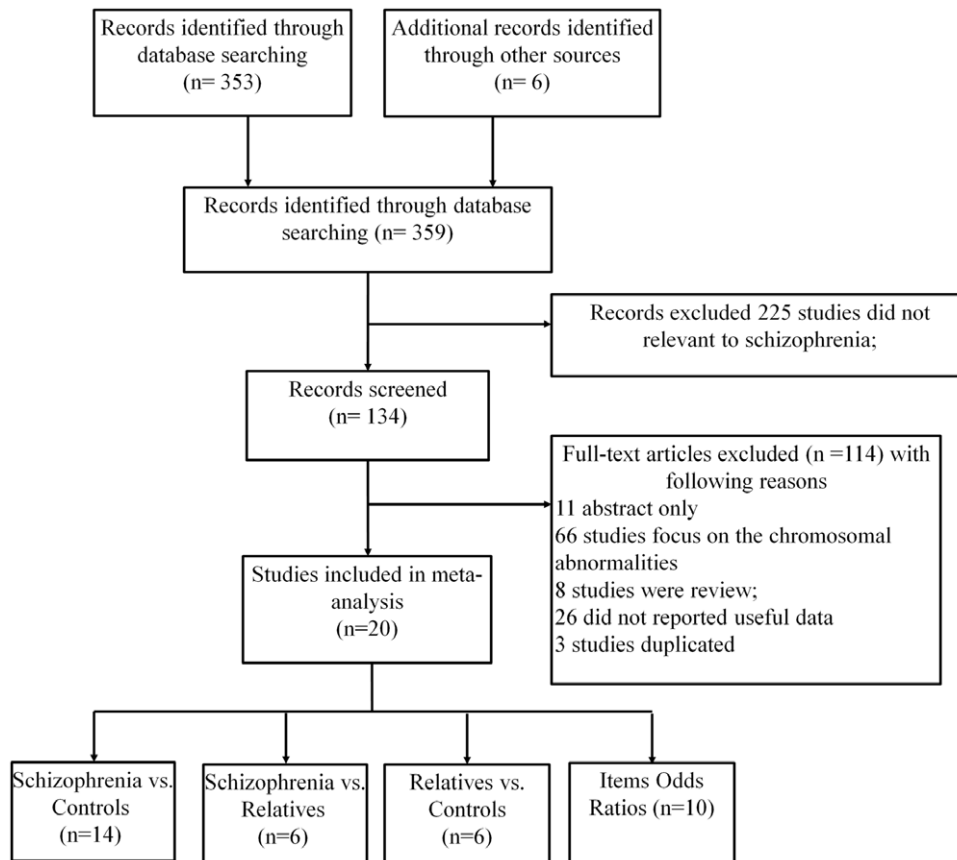 Records identified through
database searching
(n= 353)
Additional records identified
through other sources
(n= 6)
Records identified through database
searching (n= 359)
Records excluded 225 studies did not
relevant to schizophrenia;
Records screened
(n= 134)
Full-text articles excluded (n =114) with
following reasons
11 abstract only
66 studies focus on the chromosomal
abnormalities
8 studies were review;
26 did not reported useful data
3 studies duplicated
Studies included in meta-
analysis
(n=20)
Schizophrenia vs.
Controls
(n=14)
Schizophrenia vs.
Relatives
(n=6)
Relatives vs.
Controls
(n=6)
Items Odds
Ratios (n=10)